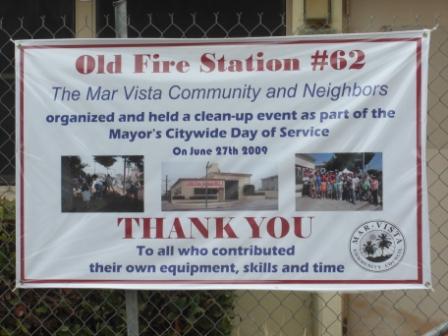 Old Fire Station #62
The Mar Vista Community and Neighbors
organized and held a clean-up event as part of the
Mayor's Citywide Day of Service
On June 27th 2009
THANK YOU
To all who contributed
their own equipment, skills and time
MAR·VISTA
COMMUNITY COUNCIL